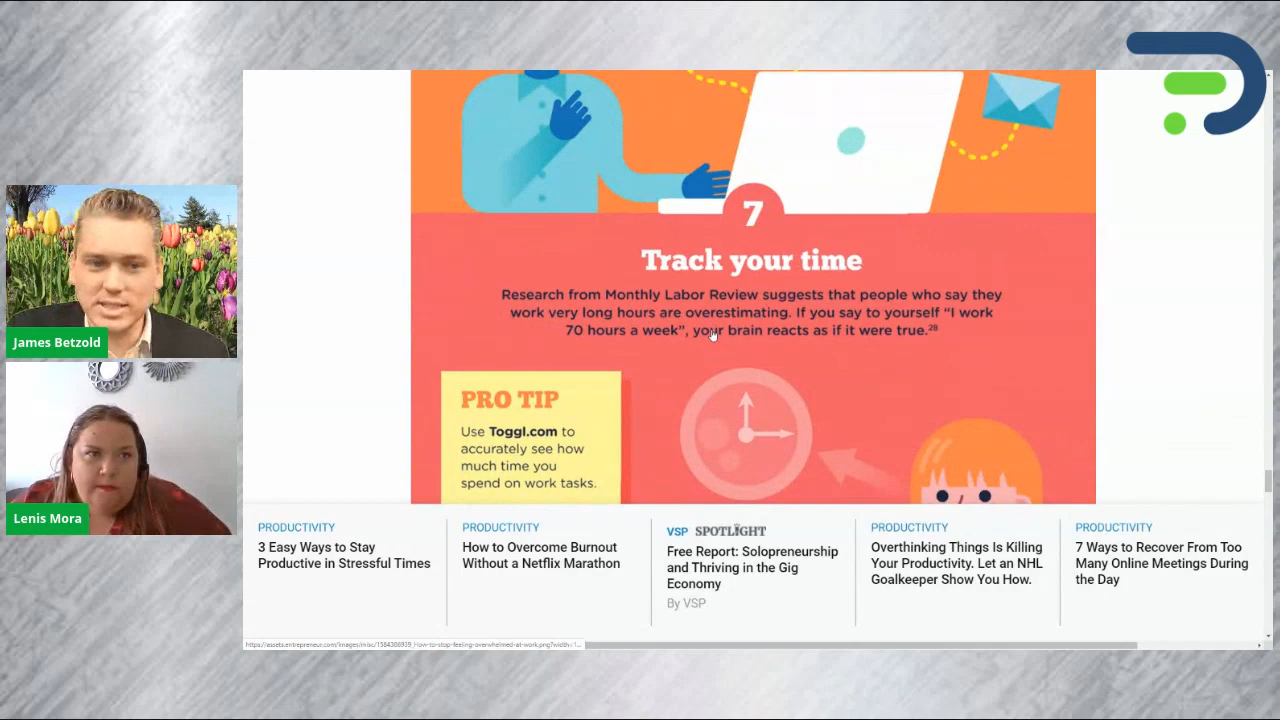 James Betzold
Lenis Mora
7
Track your time
Research from Monthly Labor Review suggests that people who say they
work very long hours are overestimating. If you say to yourself “I work
70 hours a week”, your brain reacts as if it were true.28
PRO TIP
Use Toggl.com to
accurately see how
much time you
spend on work tasks.
PRODUCTIVITY
3 Easy Ways to Stay
Productive in Stressful Times
PRODUCTIVITY
How to Overcome Burnout
Without a Netflix Marathon
VSP SPOTLIGHT
Free Report: Solopreneurship
and Thriving in the Gig
Economy
By VSP
PRODUCTIVITY
Overthinking Things Is Killing
Your Productivity. Let an NHL
Goalkeeper Show You How.
PRODUCTIVITY
7 Ways to Recover From Too
Many Online Meetings During
the Day